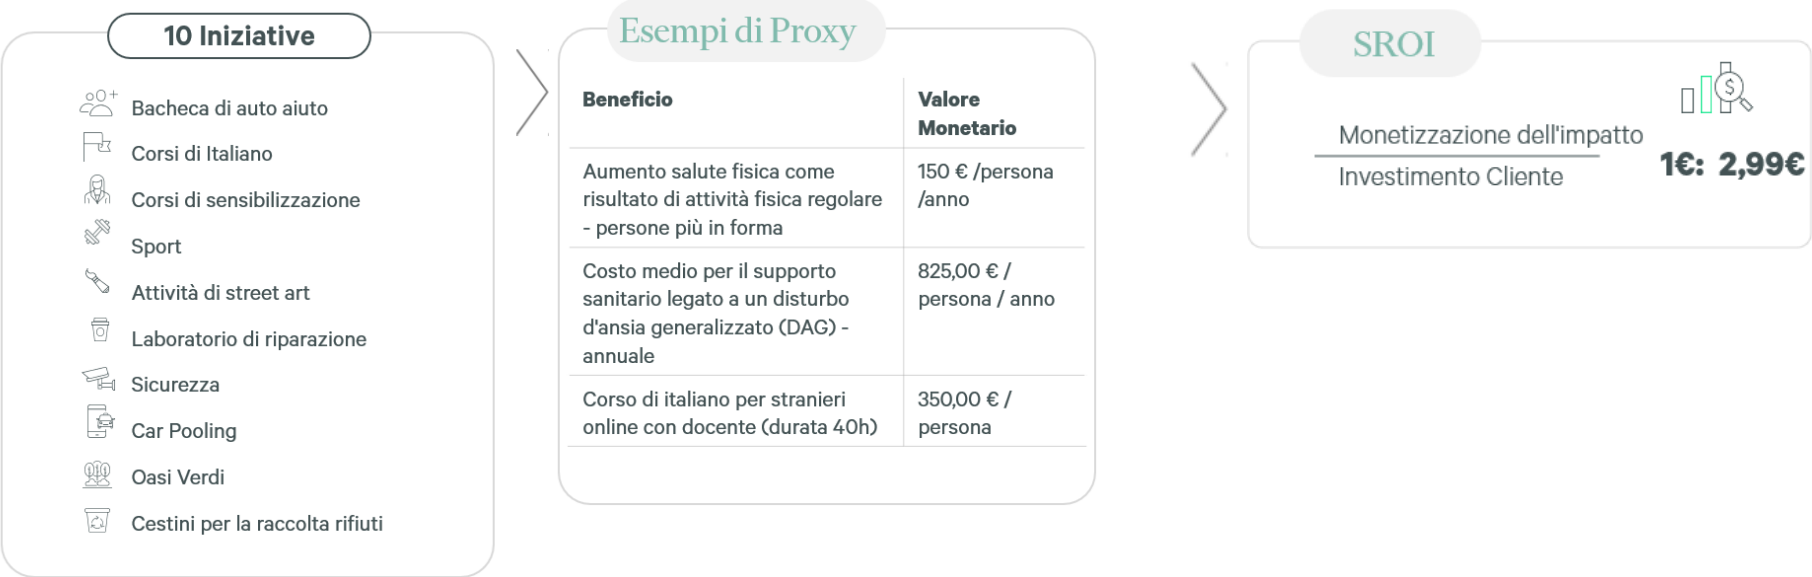 10 Iniziative
Bacheca di auto aiuto
Corsi di Italiano
Corsi di sensibilizzazione
Sport
Attività di street art
Laboratorio di riparazione
Sicurezza
Car Pooling
Oasi Verdi
Cestini per la raccolta rifiuti
Esempi di Proxy
Beneficio
Valore
Monetario
Aumento salute fisica come
risultato di attività fisica regolare
- persone più in forma
150 € /persona
/anno
Costo medio per il supporto
sanitario legato a un disturbo
d'ansia generalizzato (DAG) -
annuale
825,00 € /
persona / anno
Corso di italiano per stranieri
online con docente (durata 40h)
350,00 € /
persona
SROI
$
Monetizzazione dell'impatto
Investimento Cliente
1€: 2,99€